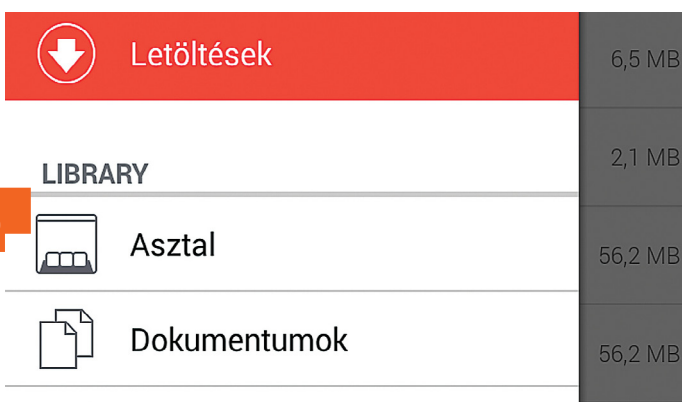 Letöltések
6,5 MB
LIBRARY
2,1 MB
Asztal
56,2 MB
Dokumentumok
56,2 MB